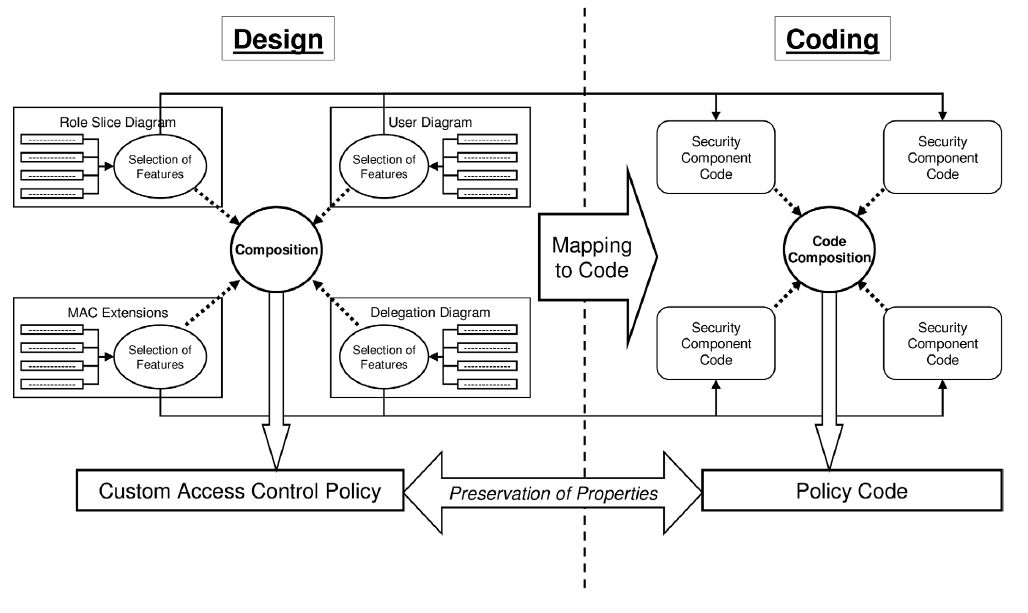 Design
Coding
Role Slice Diagram
Selection of
Features
User Diagram
Selection of
Features
Security
Component
Code
Security
Component
Code
Composition
Mapping
to Code
Code
Composition
MAC Extensions
Selection of
Features
Delegation Diagram
Selection of
Features
Security
Component
Code
Security
Component
Code
Custom Access Control Policy
Preservation of Properties
Policy Code